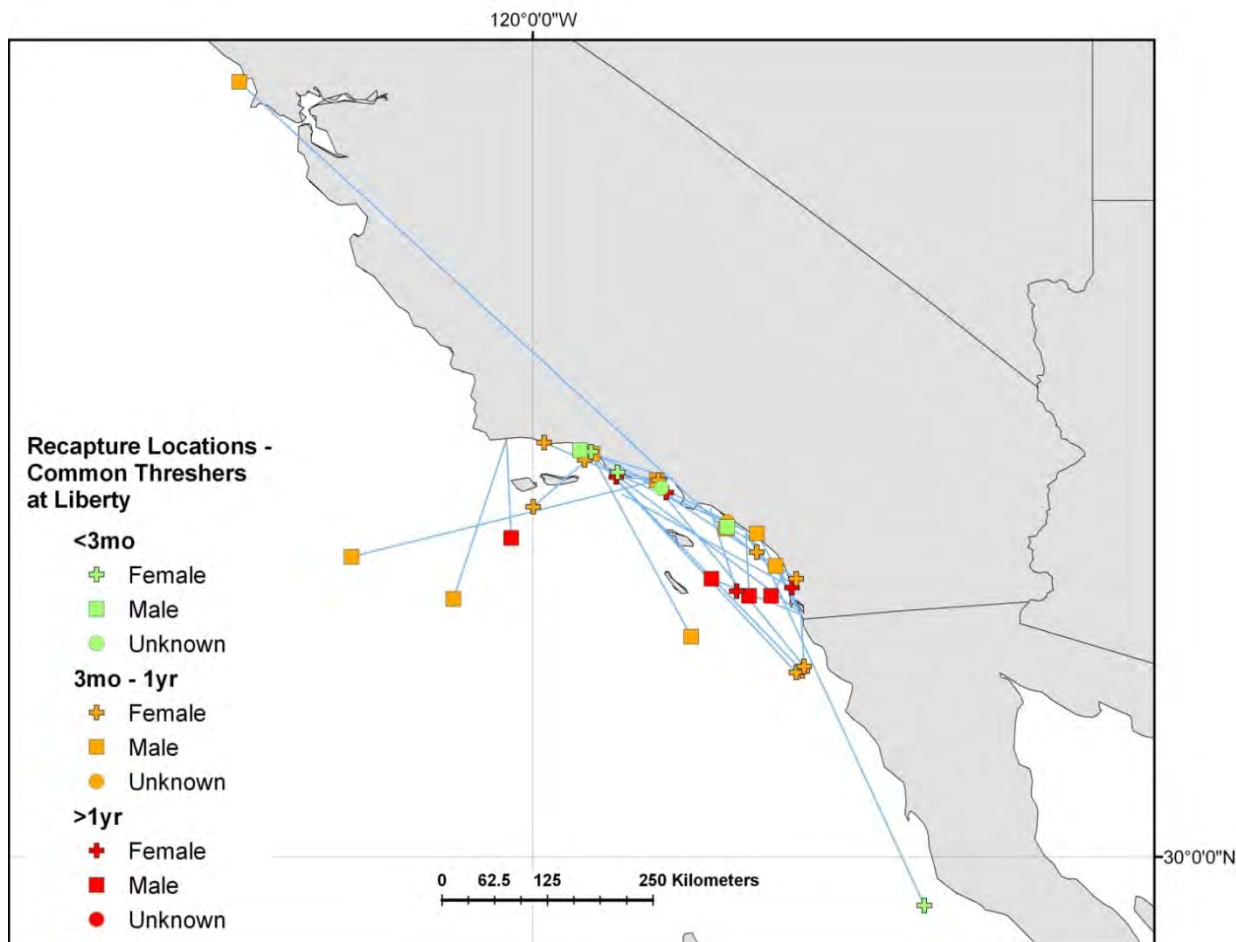 120°0'0"W
Recapture Locations -
Common Threshers
at Liberty
<3mo
Female
Male
Unknown
3mo - 1yr
Female
Male
Unknown
>1yr
Female
Male
Unknown
0 62.5 125 250 Kilometers
30°0'0"N